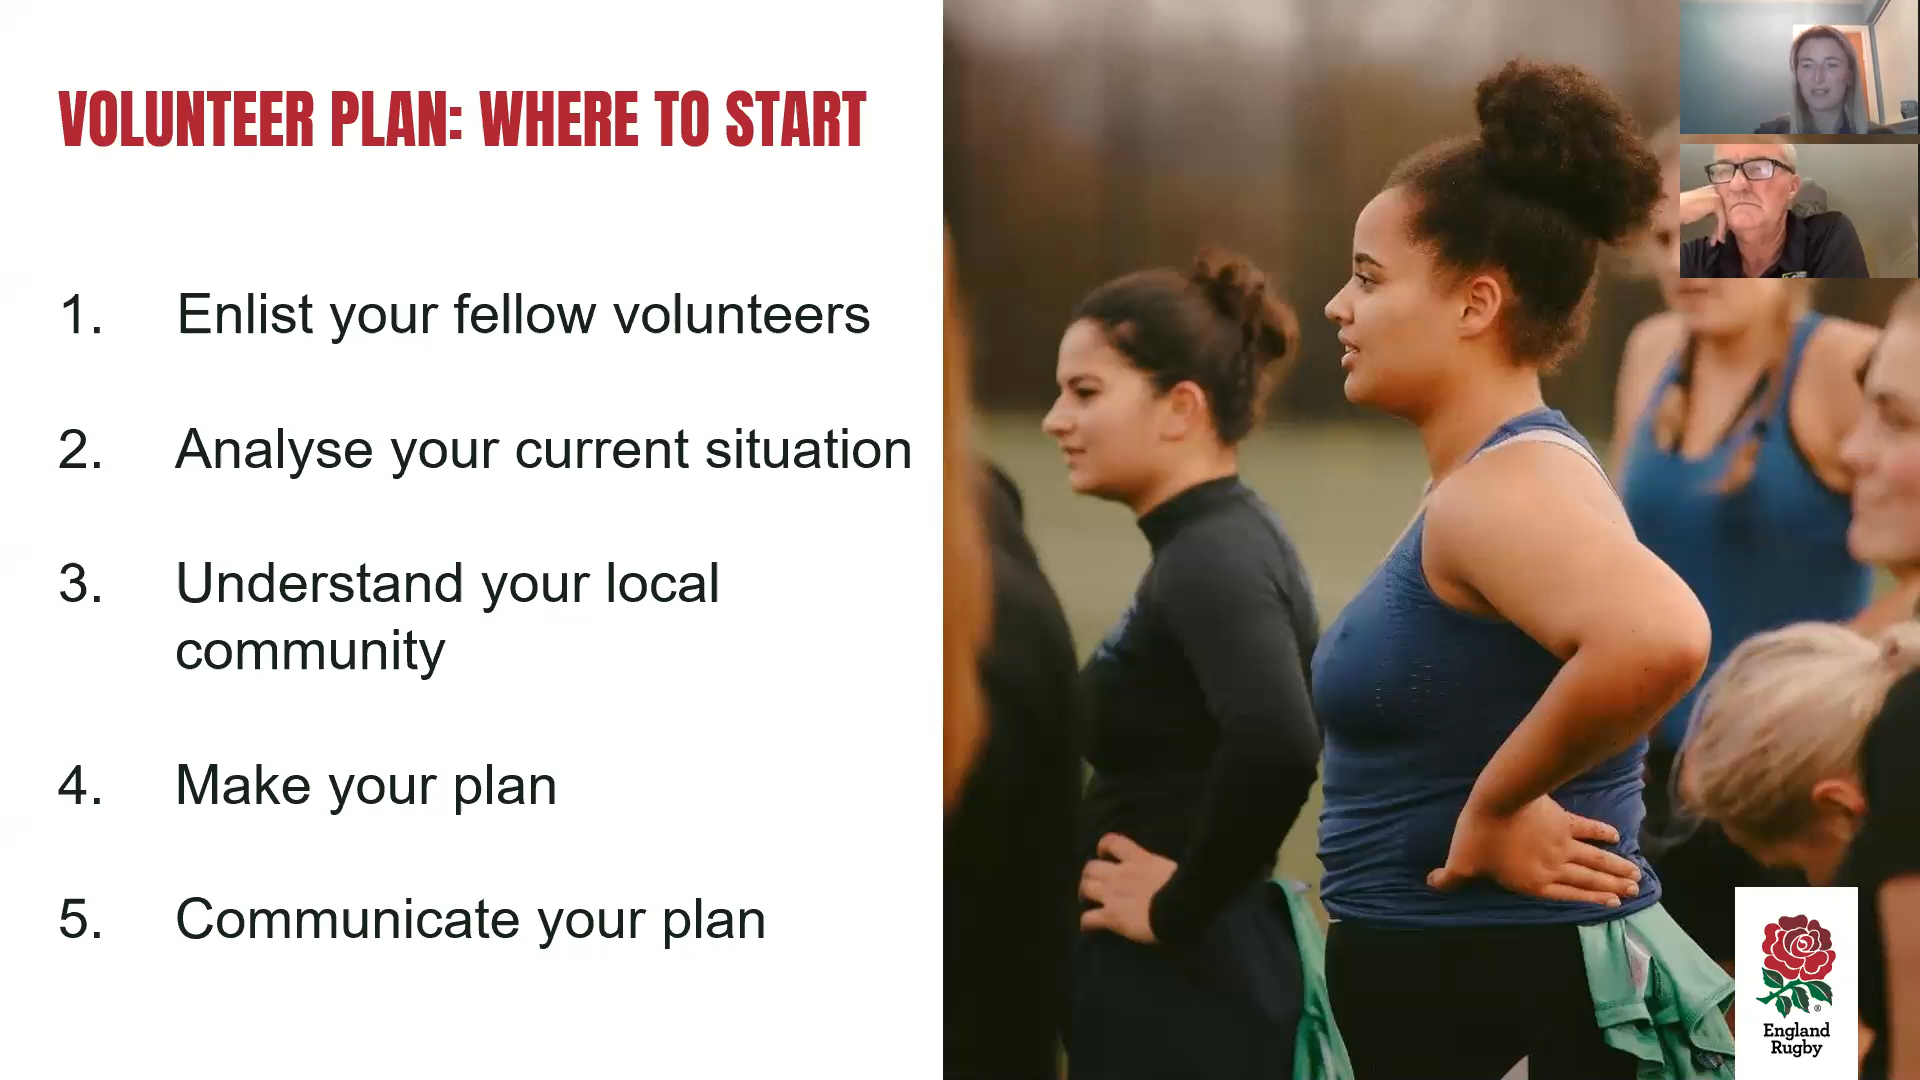 VOLUNTEER PLAN: WHERE TO START
1. Enlist your fellow volunteers
2. Analyse your current situation
3. Understand your local
community
4. Make your plan
5. Communicate your plan
England
Rugby